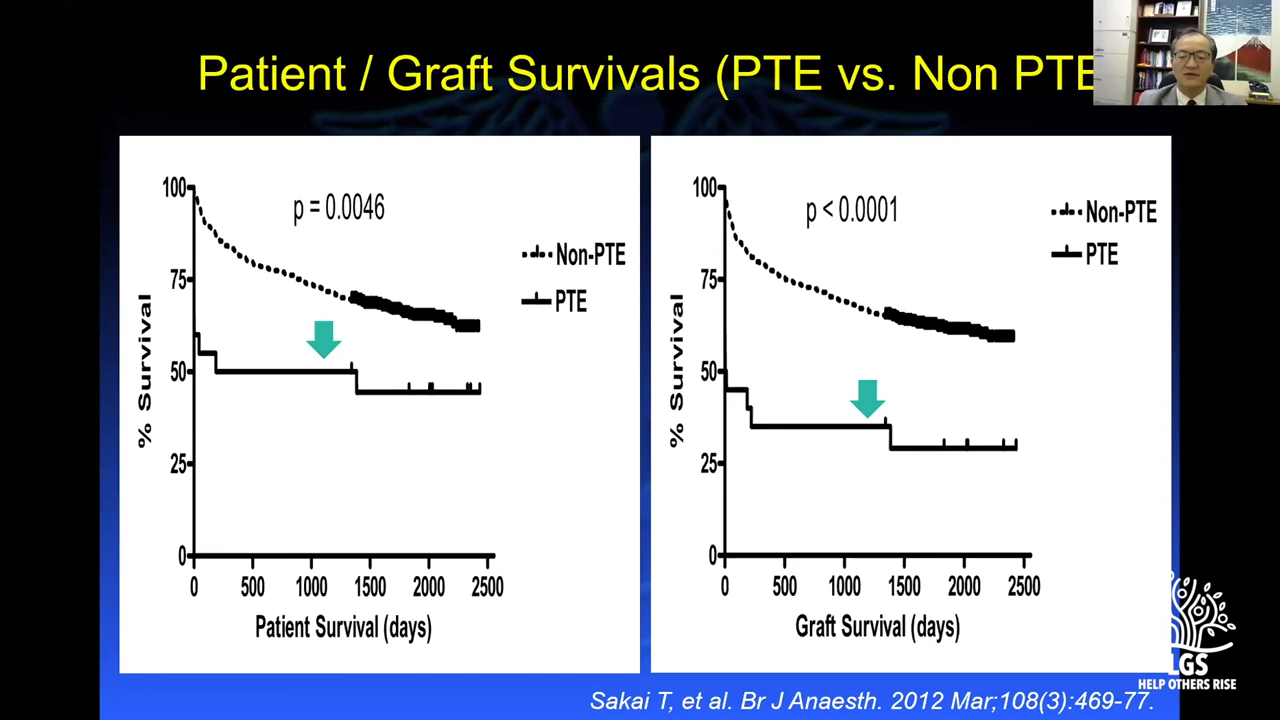 Patient / Graft Survivals (PTE vs. Non PTE
100
75
50
25
0
p = 0.0046
Non-PTE
PTE
% Survival
0 500 1000 1500 2000 2500
Patient Survival (days)
100
75
50
25
0
p < 0.0001
Non-PTE
PTE
% Survival
0 500 1000 1500 2000 2500
Graft Survival (days)
Sakai T, et al. Br J Anaesth. 2012 Mar;108(3):469-77.
LGS
HELP OTHERS RISE